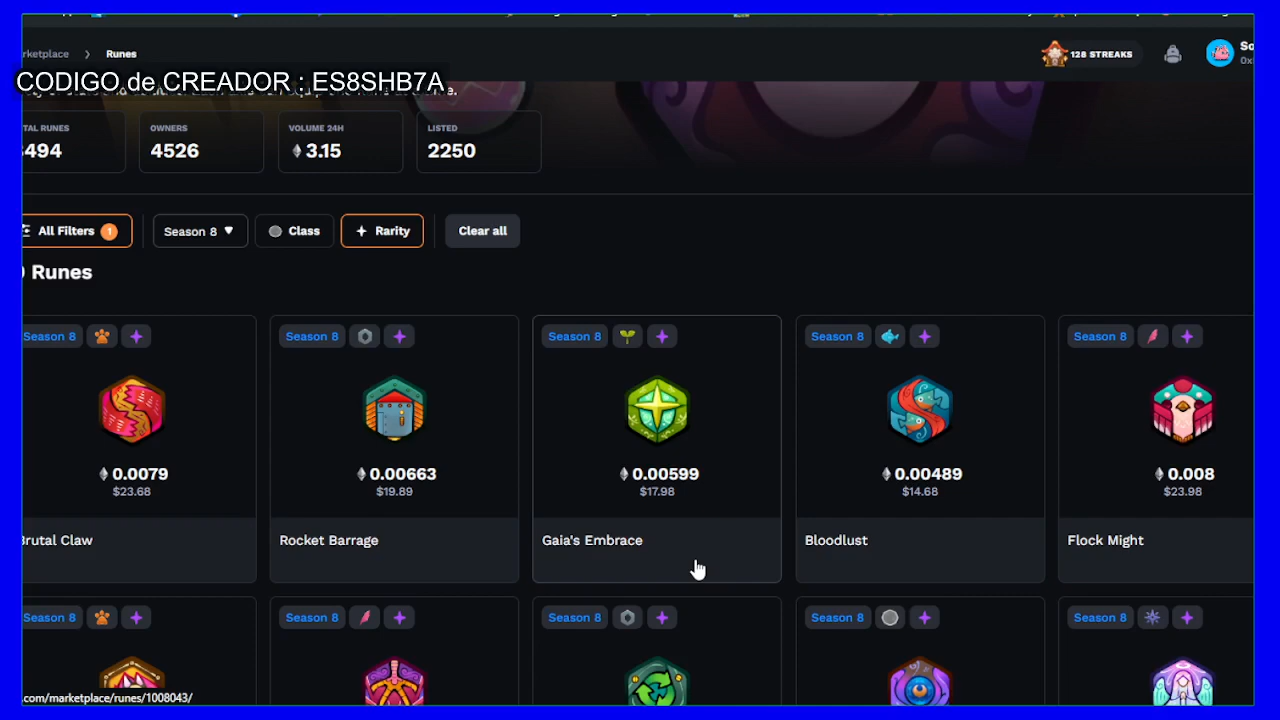 rketplace > Runes
128 STREAKS
So
0x
CODIGO de CREADOR : ES8SHB7A
TAL RUNES
OWNERS
VOLUME 24H
LISTED
494
4526
3.15
2250
All Filters 1
Season 8
Class
Rarity
Clear all
Runes
Season 8
Season 8
Season 8
Season 8
Season 8
0.0079
0.00663
0.00599
0.00489
0.008
$23.68
$19.89
$17.98
$14.68
$23.98
Brutal Claw
Rocket Barrage
Gaia's Embrace
Bloodlust
Flock Might
Season 8
Season 8
Season 8
Season 8
Season 8
.com/marketplace/runes/1008043/